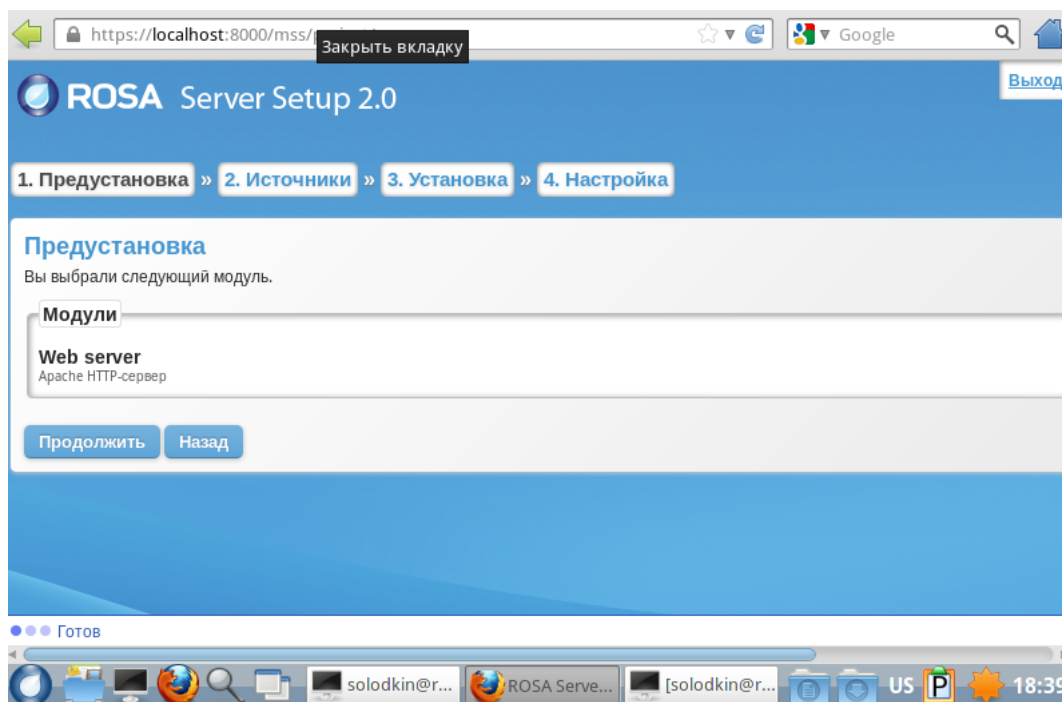 https://localhost:8000/mss/
Закрыть вкладку
Google
ROSA Server Setup 2.0
Выход
1. Предустановка » 2. Источники » 3. Установка » 4. Настройка
Предустановка
Вы выбрали следующий модуль.
Модули
Web server
Apache HTTP-сервер
Продолжить Назад
Готов
solodkin@r... ROSA Serve... [solodkin@r... US P 18:39